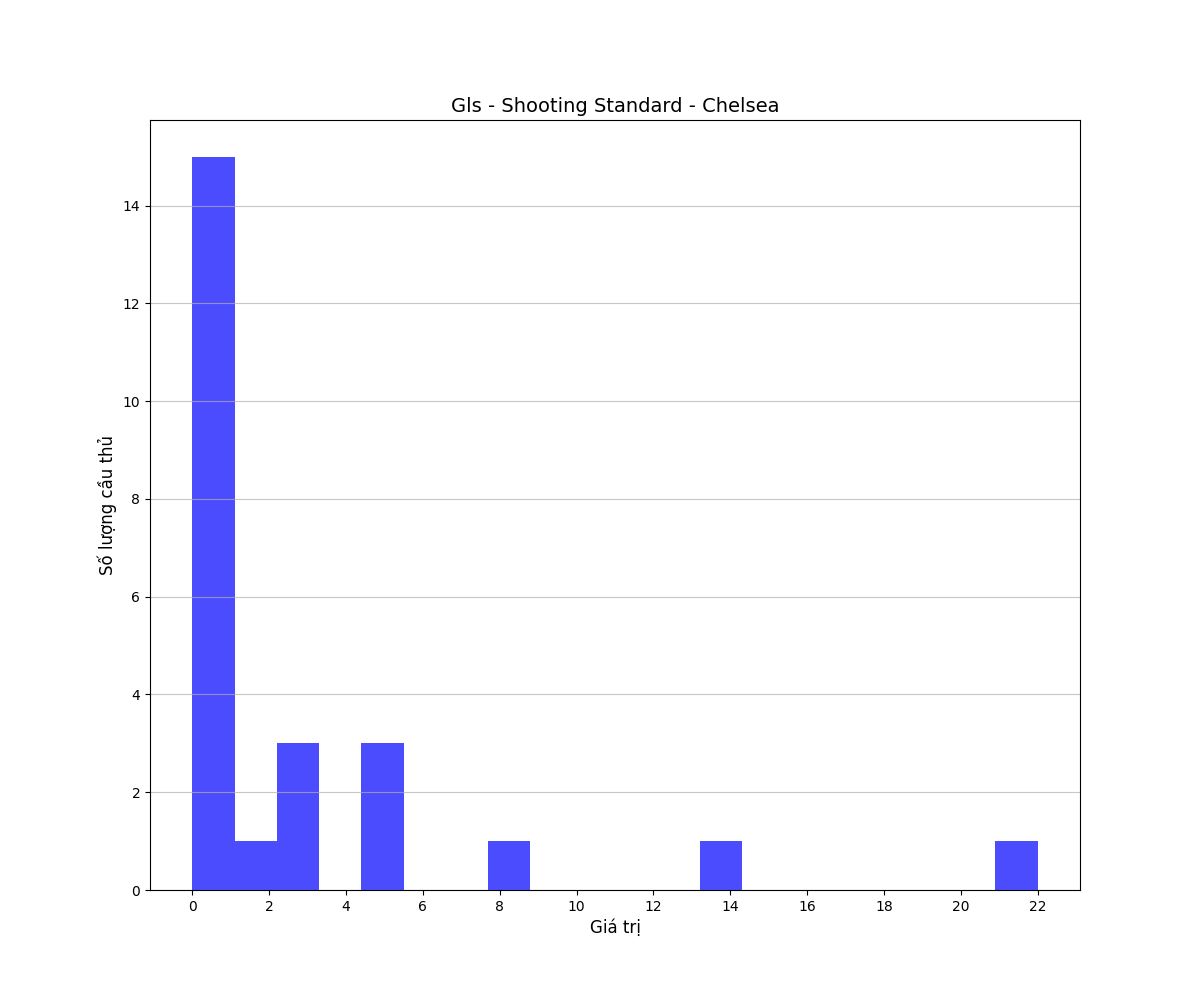 Gls - Shooting Standard - Chelsea
Số lượng cầu thủ
14
12
10
8
6
4
2
0
0 2 4 6 8 10 12 14 16 18 20 22
Giá trị